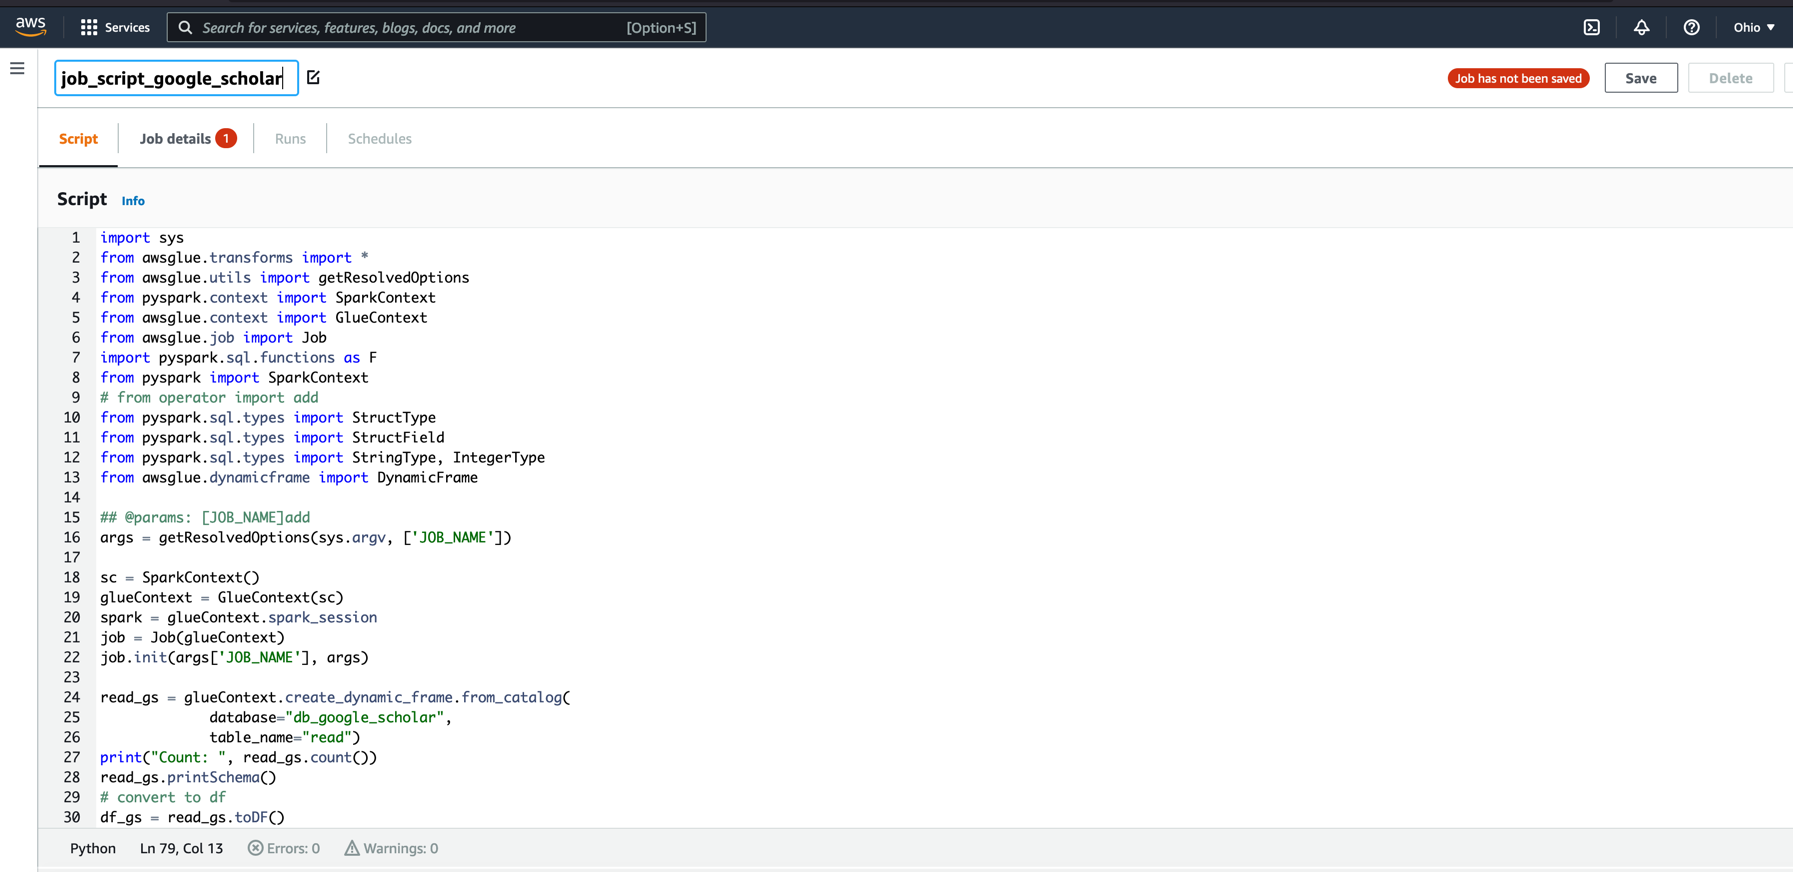 aws Services Search for services, features, blogs, docs, and more [Option+S] Ohio
job_script_google_scholar Job has not been saved Save Delete
Script Job details 1 Runs Schedules
Script Info
1 import sys
2 from awsglue.transforms import *
3 from awsglue.utils import getResolvedOptions
4 from pyspark.context import SparkContext
5 from awsglue.context import GlueContext
6 from awsglue.job import Job
7 import pyspark.sql.functions as F
8 from pyspark import SparkContext
9 # from operator import add
10 from pyspark.sql.types import StructType
11 from pyspark.sql.types import StructField
12 from pyspark.sql.types import StringType, IntegerType
13 from awsglue.dynamicframe import DynamicFrame
14
15 ## @params: [JOB_NAME]add
16 args = getResolvedOptions(sys.argv, ['JOB_NAME'])
17
18 sc = SparkContext()
19 glueContext = GlueContext(sc)
20 spark = glueContext.spark_session
21 job = Job(glueContext)
22 job.init(args['JOB_NAME'], args)
23
24 read_gs = glueContext.create_dynamic_frame.from_catalog(
25 database="db_google_scholar",
26 table_name="read")
27 print("Count: ", read_gs.count())
28 read_gs.printSchema()
29 # convert to df
30 df_gs = read_gs.toDF()
Python Ln 79, Col 13 Errors: 0 Warnings: 0